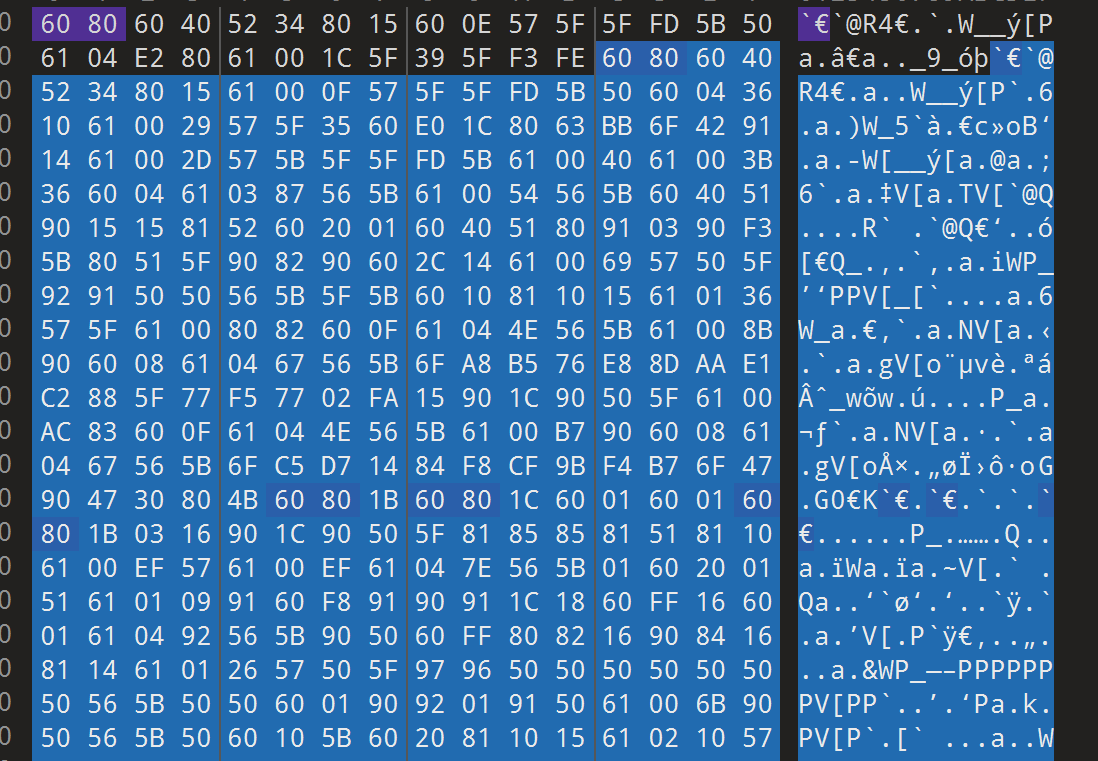 0 60 80 60 40 52 34 80 15 60 0E 57 5F 5F FD 5B 50 `€`@R4€.`.W__ý[P
0 61 04 E2 80 61 00 1C 5F 39 5F F3 FE 60 80 60 40 a.â€a.._9_óþ`€`@
0 52 34 80 15 61 00 0F 57 5F 5F FD 5B 50 60 04 36 R4€.a..W__ý[P`.6
0 10 61 00 29 57 5F 35 60 E0 1C 80 63 BB 6F 42 91 .a.)W_5`à.€c»oB‘
0 14 61 00 2D 57 5B 5F 5F FD 5B 61 00 40 61 00 3B .a.-W[__ý[a.@a.;
0 36 60 04 61 03 87 56 5B 61 00 54 56 5B 60 40 51 6`.a.‡V[a.TV[`@Q
0 90 15 15 81 52 60 20 01 60 40 51 80 91 03 90 F3 ....R` .`@Q€‘..ó
0 5B 80 51 5F 90 82 90 60 2C 14 61 00 69 57 50 5F [€Q_.‚.`,.a.iWP_
0 92 91 50 50 56 5B 5F 5B 60 10 81 10 15 61 01 36 ’‘PPV[_[`....a.6
0 57 5F 61 00 80 82 60 0F 61 04 4E 56 5B 61 00 8B W_a.€‚`.a.NV[a.‹
0 90 60 08 61 04 67 56 5B 6F A8 B5 76 E8 8D AA E1 .`.a.gV[o¨µvè.ªá
0 C2 88 5F 77 F5 77 02 FA 15 90 1C 90 50 5F 61 00 Âˆ_wõw.ú....P_a.
0 AC 83 60 0F 61 04 4E 56 5B 61 00 B7 90 60 08 61 ¬ƒ`.a.NV[a.·.`.a
0 04 67 56 5B 6F C5 D7 14 84 F8 CF 9B F4 B7 6F 47 .gV[oÅ×.„øÏ›ô·oG
0 90 47 30 80 4B 60 80 1B 60 80 1C 60 01 60 01 60 .G0€K`€.`€.`.`.`
0 80 1B 03 16 90 1C 90 50 5F 81 85 85 81 51 81 10 €......P_.……​.Q..
0 61 00 EF 57 61 00 EF 61 04 7E 56 5B 01 60 20 01 a.ïWa.ïa.~V[.` .
0 51 61 01 09 91 60 F8 91 90 91 1C 18 60 FF 16 60 Qa..‘`ø‘.‘..`ÿ.`
0 01 61 04 92 56 5B 90 50 60 FF 80 82 16 90 84 16 .a.’V[.P`ÿ€‚..„.
0 81 14 61 01 26 57 50 5F 97 96 50 50 50 50 50 50 ..a.&WP_—–PPPPPP
0 50 56 5B 50 50 60 01 90 92 01 91 50 61 00 6B 90 PV[PP`..’.‘Pa.k.
0 50 56 5B 50 60 10 5B 60 20 81 10 15 61 02 10 57 PV[P`.[` ...a..W